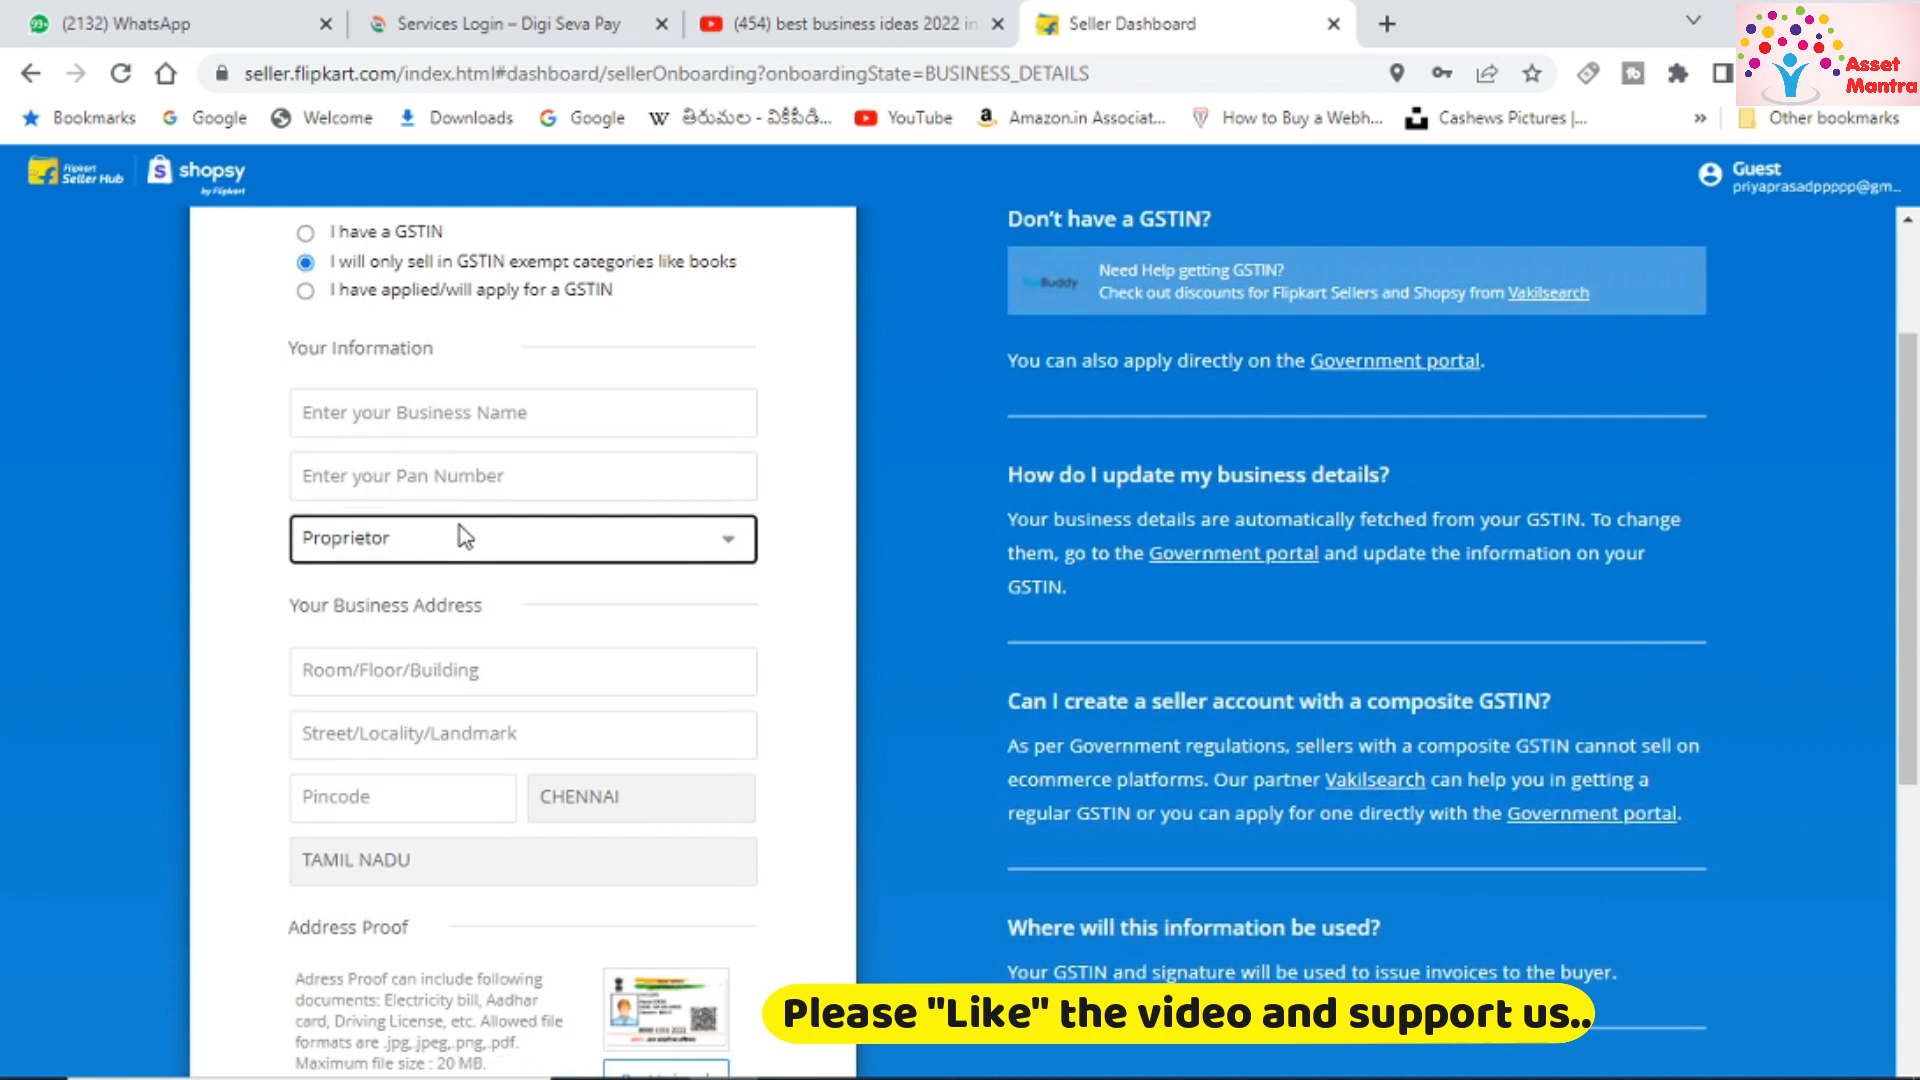 (2132) WhatsApp
Services Login – Digi Seva Pay
(454) best business ideas 2022 in
Seller Dashboard
seller.flipkart.com/index.html#dashboard/sellerOnboarding?onboardingState=BUSINESS_DETAILS
Asset
Mantra
Bookmarks
Google
Welcome
Downloads
Google
తిరుమల - వికీపీడి...
YouTube
Amazon.in Associat...
How to Buy a Webh...
Cashews Pictures |...
Other bookmarks
Flipkart
Seller Hub
shopsy
by Flipkart
Guest
priyaprasadppppp@gm...
I have a GSTIN
I will only sell in GSTIN exempt categories like books
I have applied/will apply for a GSTIN
Your Information
Enter your Business Name
Enter your Pan Number
Proprietor
Your Business Address
Room/Floor/Building
Street/Locality/Landmark
Pincode
CHENNAI
TAMIL NADU
Address Proof
Adress Proof can include following
documents: Electricity bill, Aadhar
card, Driving License, etc. Allowed file
formats are .jpg,.jpeg,.png,.pdf.
Maximum file size : 20 MB.
Don't have a GSTIN?
Need Help getting GSTIN?
Check out discounts for Flipkart Sellers and Shopsy from Vakilsearch
You can also apply directly on the Government portal.
How do I update my business details?
Your business details are automatically fetched from your GSTIN. To change
them, go to the Government portal and update the information on your
GSTIN.
Can I create a seller account with a composite GSTIN?
As per Government regulations, sellers with a composite GSTIN cannot sell on
ecommerce platforms. Our partner Vakilsearch can help you in getting a
regular GSTIN or you can apply for one directly with the Government portal.
Where will this information be used?
Your GSTIN and signature will be used to issue invoices to the buyer.
Please "Like" the video and support us..